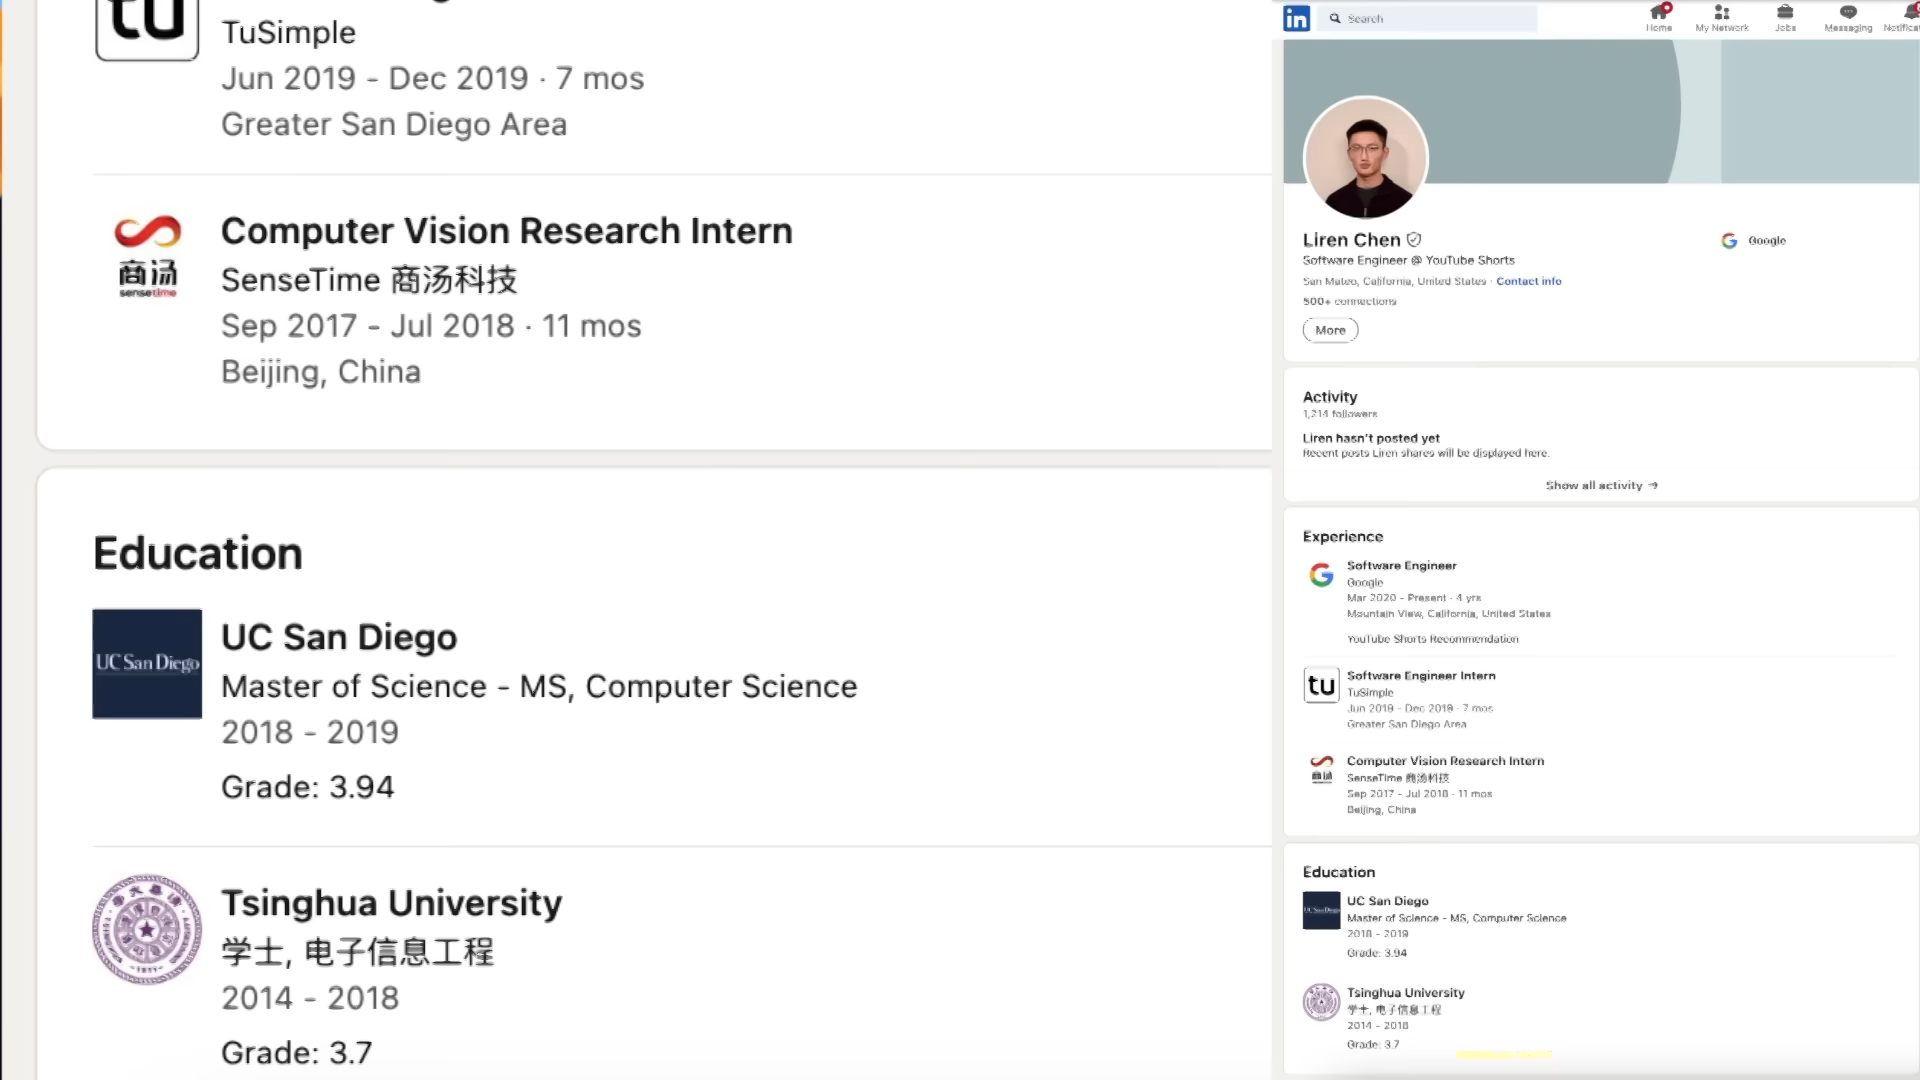 tu
TuSimple
Jun 2019 - Dec 2019 · 7 mos
Greater San Diego Area
商汤
sensetime
Computer Vision Research Intern
SenseTime 商汤科技
Sep 2017 - Jul 2018 · 11 mos
Beijing, China
Education
UC San Diego
UC San Diego
Master of Science - MS, Computer Science
2018 - 2019
Grade: 3.94
Tsinghua University
学士, 电子信息工程
2014 - 2018
Grade: 3.7
in
Search
Home
My Network
Jobs
Messaging
Liren Chen
Google
Software Engineer @ YouTube Shorts
San Mateo, California, United States · Contact info
500+ connections
More
Activity
1,214 followers
Liren hasn't posted yet
Recent posts Liren shares will be displayed here.
Show all activity →
Experience
Software Engineer
Google
Mar 2020 - Present · 4 yrs
Mountain View, California, United States
YouTube Shorts Recommendation
tu
Software Engineer Intern
TuSimple
Jun 2019 - Dec 2019 · 7 mos
Greater San Diego Area
商汤
Computer Vision Research Intern
SenseTime 商汤科技
Sep 2017 - Jul 2018 · 11 mos
Beijing, China
Education
UC San Diego
UC San Diego
Master of Science - MS, Computer Science
2018 - 2019
Grade: 3.94
Tsinghua University
学士, 电子信息工程
2014 - 2018
Grade: 3.7